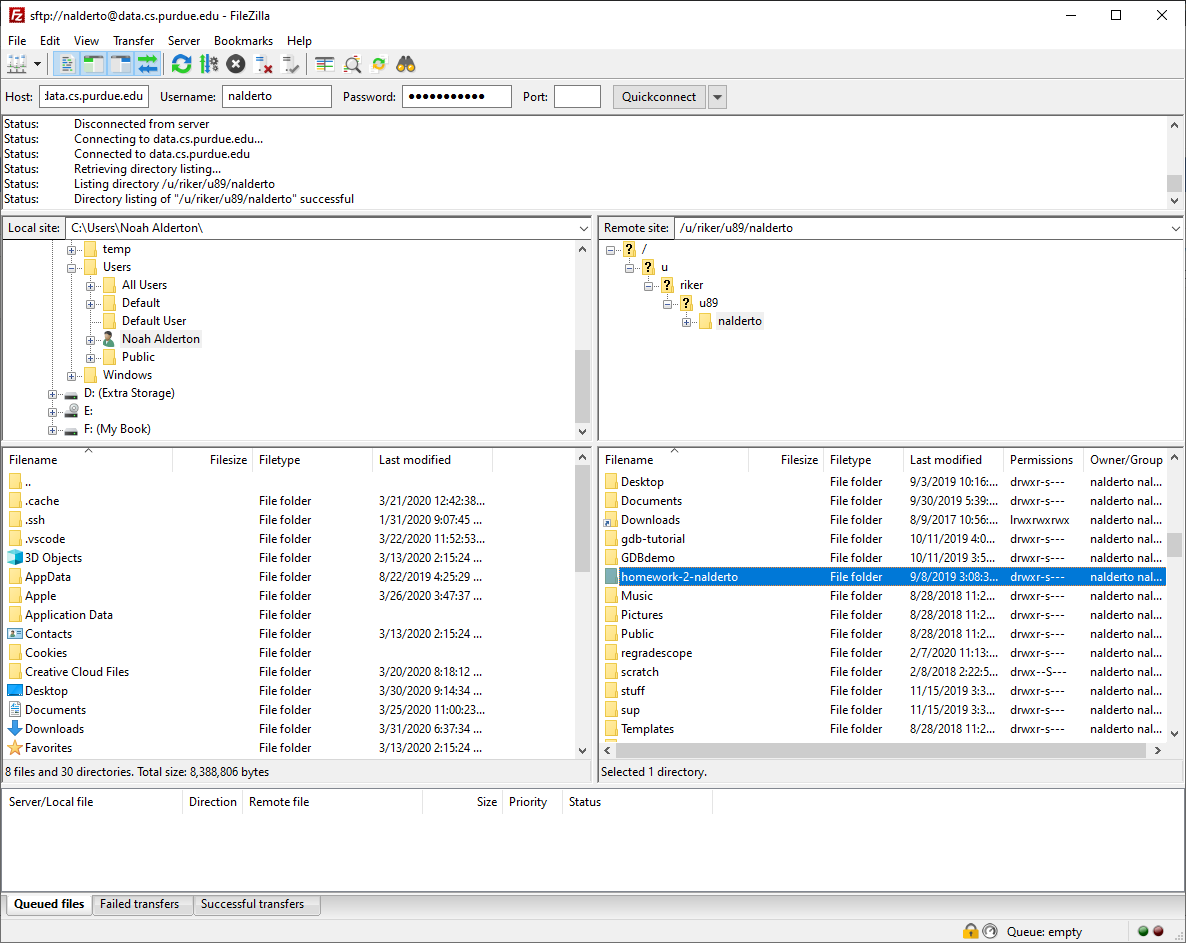 sftp://nalderto@data.cs.purdue.edu - FileZilla
File Edit View Transfer Server Bookmarks Help
Host: data.cs.purdue.edu Username: nalderto Password: ●●●●●●●●●●● Port: Quickconnect
Status: Disconnected from server
Status: Connecting to data.cs.purdue.edu...
Status: Connected to data.cs.purdue.edu
Status: Retrieving directory listing...
Status: Listing directory /u/riker/u89/nalderto
Status: Directory listing of "/u/riker/u89/nalderto" successful
Local site: C:\Users\Noah Alderton\
temp
Users
All Users
Default
Default User
Noah Alderton
Public
Windows
D: (Extra Storage)
E:
F: (My Book)
Remote site: /u/riker/u89/nalderto
/
u
riker
u89
nalderto
Filename Filesize Filetype Last modified
..
.cache File folder 3/21/2020 12:42:38...
.ssh File folder 1/31/2020 9:07:45 ...
.vscode File folder 3/22/2020 11:52:53...
3D Objects File folder 3/13/2020 2:15:24 ...
AppData File folder 8/22/2019 4:25:29 ...
Apple File folder 3/26/2020 3:47:37 ...
Application Data File folder
Contacts File folder 3/13/2020 2:15:24 ...
Cookies File folder
Creative Cloud Files File folder 3/20/2020 8:18:12 ...
Desktop File folder 3/30/2020 9:14:34 ...
Documents File folder 3/25/2020 11:00:23...
Downloads File folder 3/31/2020 6:37:34 ...
Favorites File folder 3/13/2020 2:15:24 ...
8 files and 30 directories. Total size: 8,388,806 bytes
Filename Filesize Filetype Last modified Permissions Owner/Group
Desktop File folder 9/3/2019 10:16:... drwxr-s--- nalderto nal...
Documents File folder 9/30/2019 5:39:... drwxr-s--- nalderto nal...
Downloads File folder 8/9/2017 10:56:... lrwxrwxrwx nalderto nal...
gdb-tutorial File folder 10/11/2019 4:0... drwxr-s--- nalderto nal...
GDBdemo File folder 10/11/2019 3:5... drwxr-s--- nalderto nal...
homework-2-nalderto File folder 9/8/2019 3:08:3... drwxr-s--- nalderto nal...
Music File folder 8/28/2018 11:2... drwxr-s--- nalderto nal...
Pictures File folder 8/28/2018 11:2... drwxr-s--- nalderto nal...
Public File folder 8/28/2018 11:2... drwxr-s--- nalderto nal...
regradescope File folder 2/7/2020 11:13:... drwxr-s--- nalderto nal...
scratch File folder 2/8/2018 2:22:5... drwx--S--- nalderto nal...
stuff File folder 11/15/2019 3:3... drwxr-s--- nalderto nal...
sup File folder 11/15/2019 3:3... drwxr-s--- nalderto nal...
Templates File folder 8/28/2018 11:2... drwxr-s--- nalderto nal...
Selected 1 directory.
Server/Local file Direction Remote file Size Priority Status
Queued files Failed transfers Successful transfers
Queue: empty